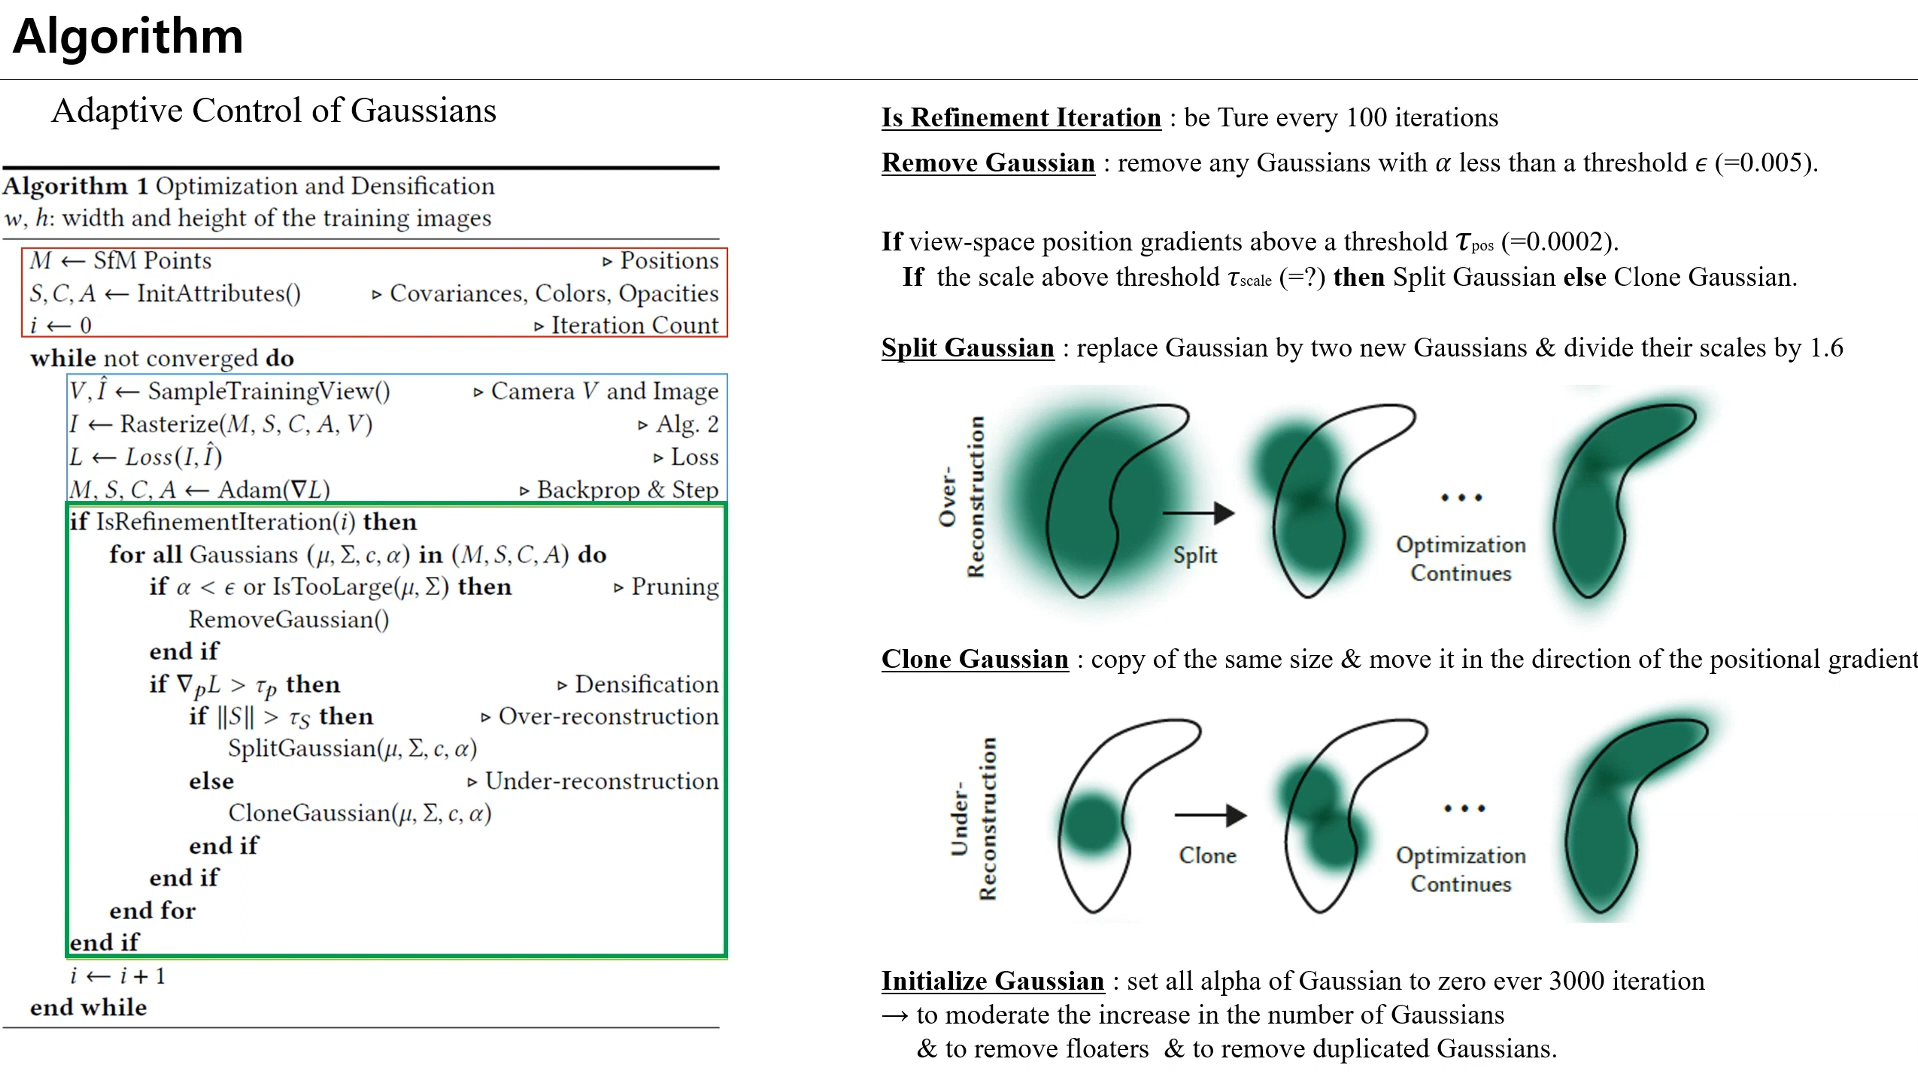 Algorithm
Adaptive Control of Gaussians
Algorithm 1 Optimization and Densification
w, h: width and height of the training images
M ← SfM Points ▷ Positions
S, C, A ← InitAttributes() ▷ Covariances, Colors, Opacities
i ← 0 ▷ Iteration Count
while not converged do
V, Î ← SampleTrainingView() ▷ Camera V and Image
I ← Rasterize(M, S, C, A, V) ▷ Alg. 2
L ← Loss(I, Î) ▷ Loss
M, S, C, A ← Adam(∇L) ▷ Backprop & Step
if IsRefinementIteration(i) then
for all Gaussians (μ, Σ, c, α) in (M, S, C, A) do
if α < ϵ or IsTooLarge(μ, Σ) then ▷ Pruning
RemoveGaussian()
end if
if ∇pL > τp then ▷ Densification
if ‖S‖ > τS then ▷ Over-reconstruction
SplitGaussian(μ, Σ, c, α)
else ▷ Under-reconstruction
CloneGaussian(μ, Σ, c, α)
end if
end if
end for
end if
i ← i + 1
end while
Is Refinement Iteration : be Ture every 100 iterations
Remove Gaussian : remove any Gaussians with α less than a threshold ϵ (=0.005).
If view-space position gradients above a threshold τpos (=0.0002).
If the scale above threshold τscale (=?) then Split Gaussian else Clone Gaussian.
Split Gaussian : replace Gaussian by two new Gaussians & divide their scales by 1.6
Over-
Reconstruction
Split
• • •
Optimization
Continues
Clone Gaussian : copy of the same size & move it in the direction of the positional gradient
Under-
Reconstruction
Clone
• • •
Optimization
Continues
Initialize Gaussian : set all alpha of Gaussian to zero ever 3000 iteration
→ to moderate the increase in the number of Gaussians
& to remove floaters & to remove duplicated Gaussians.